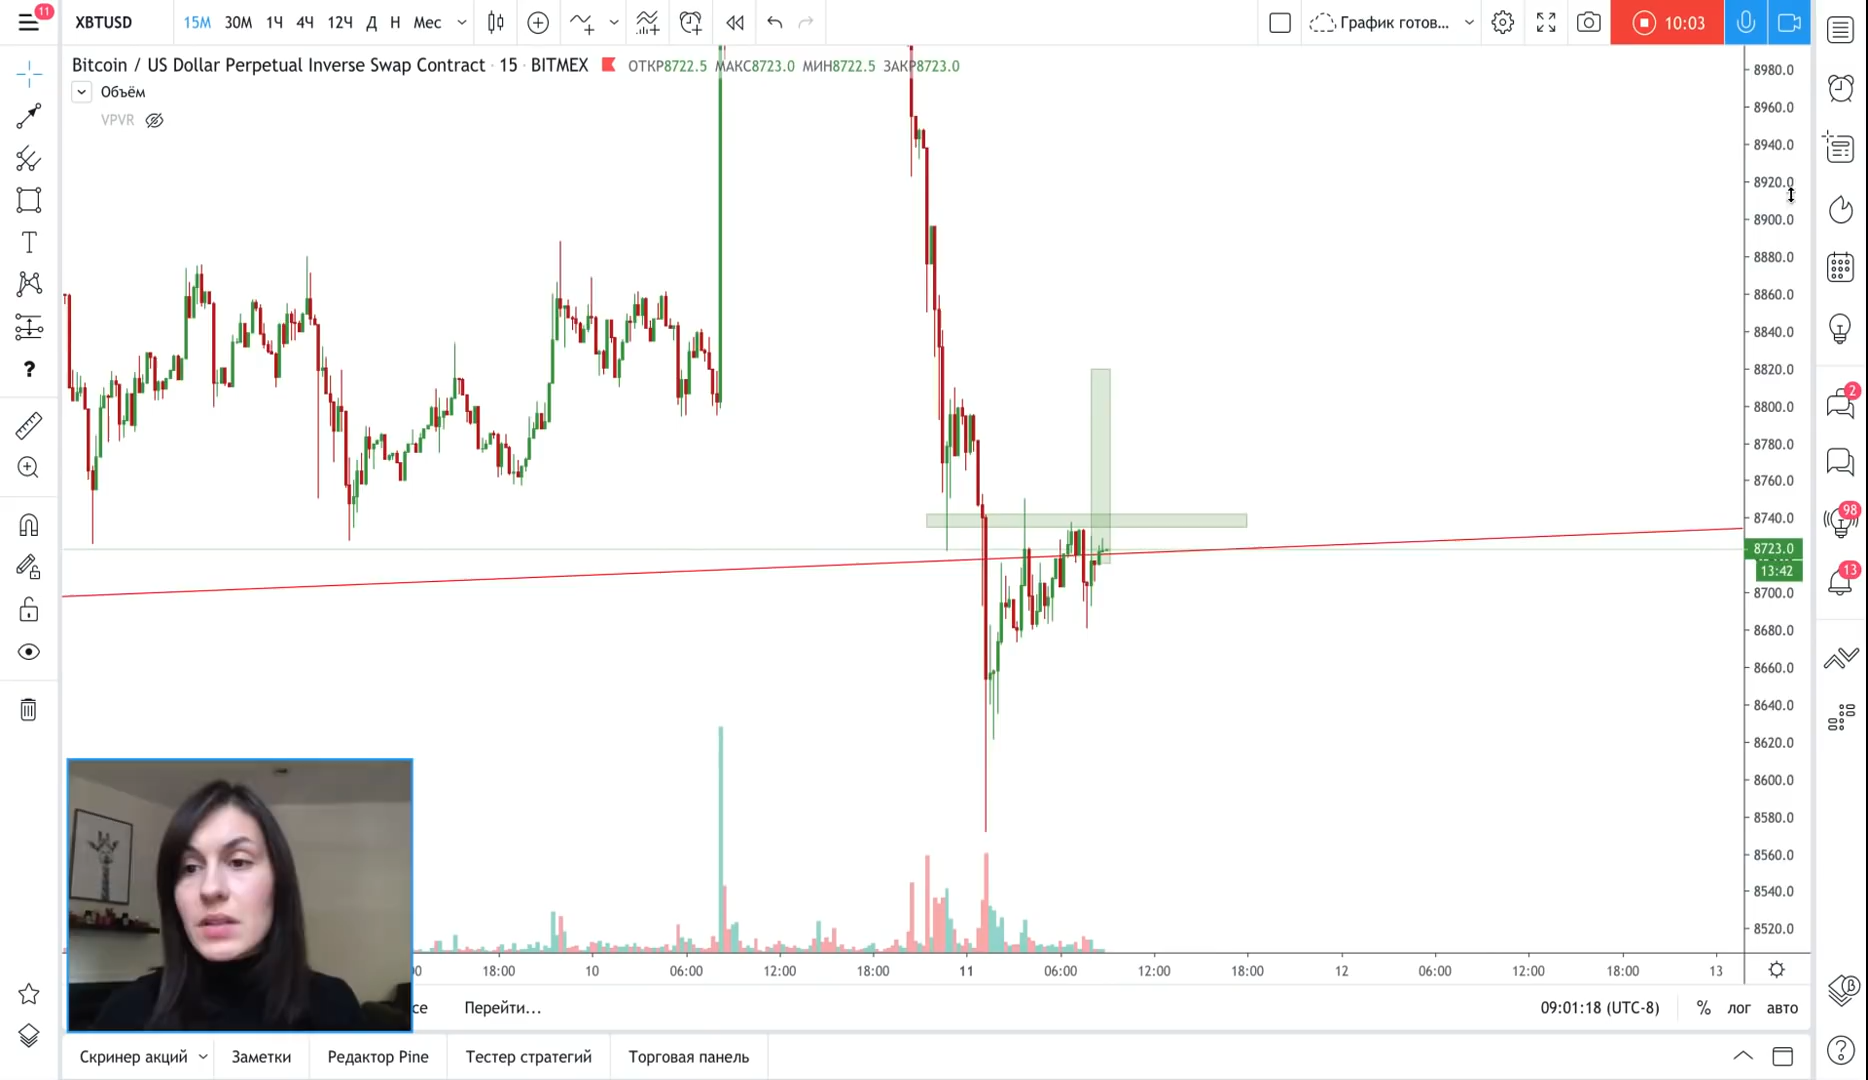 11
XBTUSD
15М 30М 1Ч 4Ч 12Ч Д Н Мес
График готов...
10:03
Bitcoin / US Dollar Perpetual Inverse Swap Contract · 15 · BITMEX
ОТКР8722.5 МАКС8723.0 МИН8722.5 ЗАКР8723.0
Объём
VPVR
T
?
8980.0
8960.0
8940.0
8920.0
8900.0
8880.0
8860.0
8840.0
8820.0
8800.0
8780.0
8760.0
8740.0
8723.0
13:42
8700.0
8680.0
8660.0
8640.0
8620.0
8600.0
8580.0
8560.0
8540.0
8520.0
2
98
13
18:00 10 06:00 12:00 18:00 11 06:00 12:00 18:00 12 06:00 12:00 18:00 13
Перейти...
09:01:18 (UTC-8) % лог авто
Скринер акций Заметки Редактор Pine Тестер стратегий Торговая панель
β
?